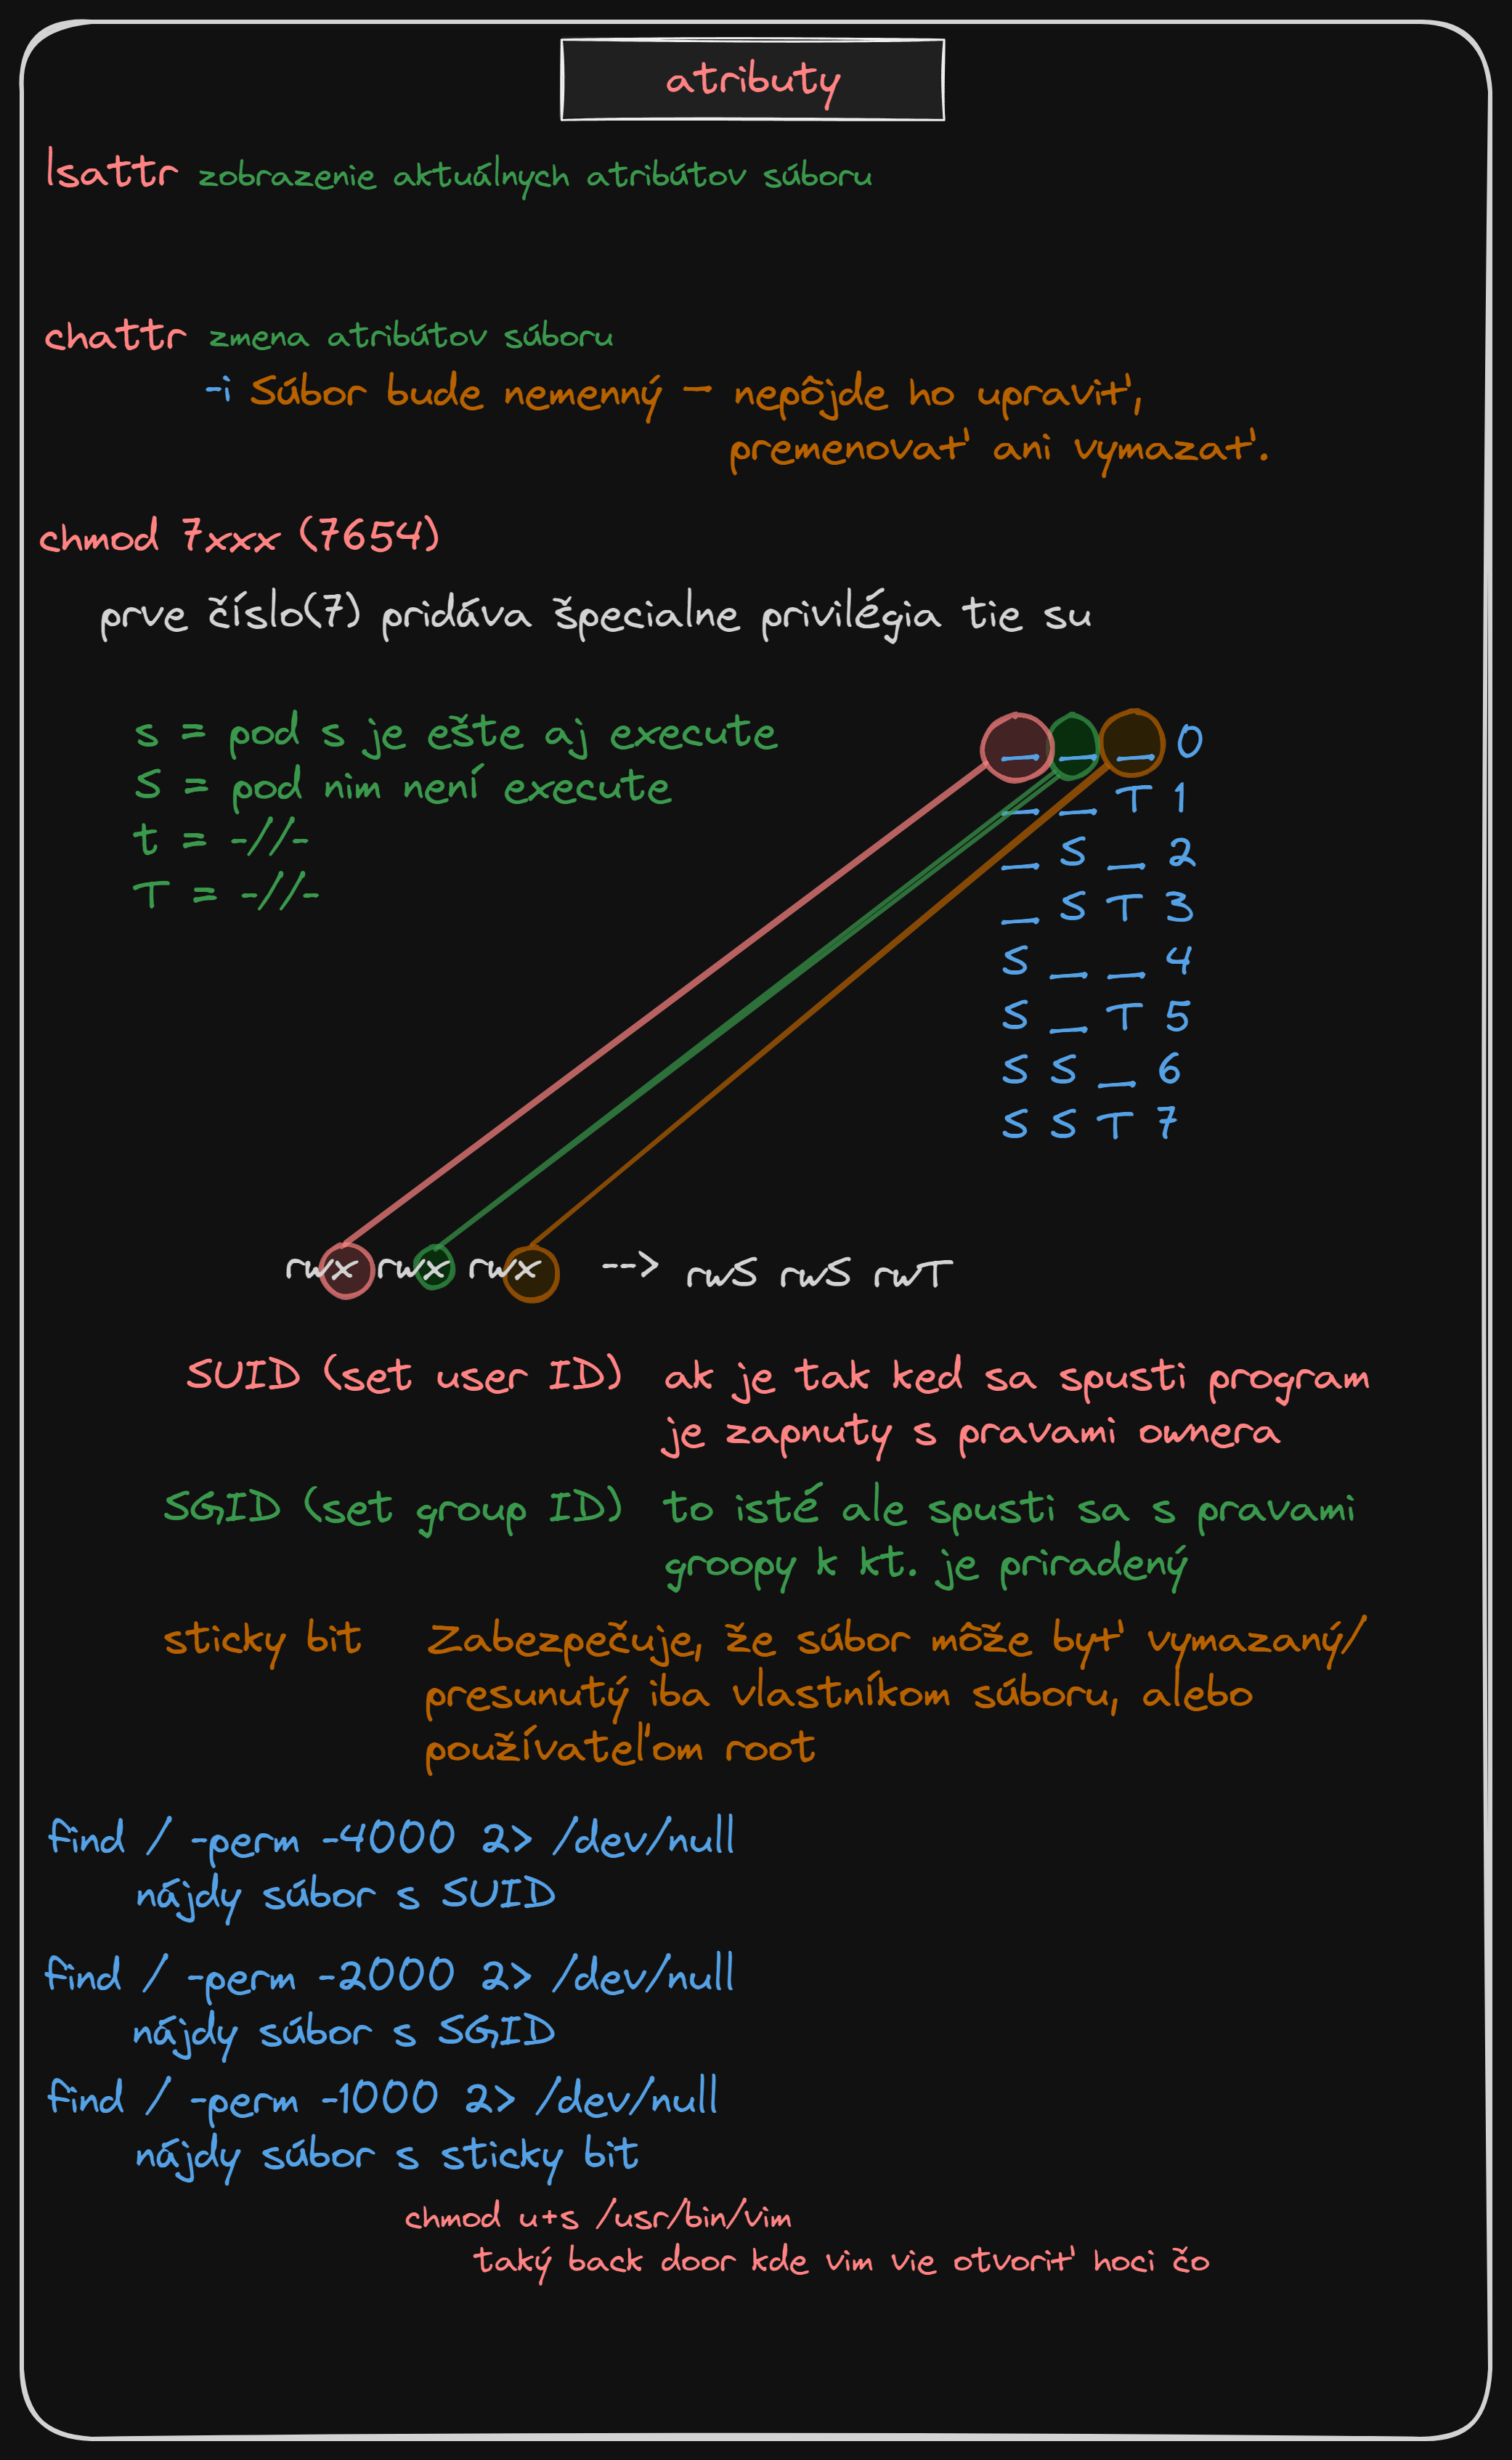 atributy
lsattr zobrazenie aktuálnych atribútov súboru
chattr zmena atribútov súboru
-i Súbor bude nemenný – nepôjde ho upraviť,
premenovať ani vymazať.
chmod 7xxx (7654)
prve číslo(7) pridáva špecialne privilégia tie su
s = pod s je ešte aj execute
S = pod nim není execute
t = -//-
T = -//-
_ _ _ 0
_ _ T 1
_ S _ 2
_ S T 3
S _ _ 4
S _ T 5
S S _ 6
S S T 7
rwx rwx rwx --> rwS rwS rwT
SUID (set user ID) ak je tak ked sa spusti program
je zapnuty s pravami ownera
SGID (set group ID) to isté ale spusti sa s pravami
groopy k kt. je priradený
sticky bit Zabezpečuje, že súbor môže byť vymazaný/
presunutý iba vlastníkom súboru, alebo
používateľom root
find / -perm -4000 2> /dev/null
nájdy súbor s SUID
find / -perm -2000 2> /dev/null
nájdy súbor s SGID
find / -perm -1000 2> /dev/null
nájdy súbor s sticky bit
chmod u+s /usr/bin/vim
taký back door kde vim vie otvoriť hoci čo